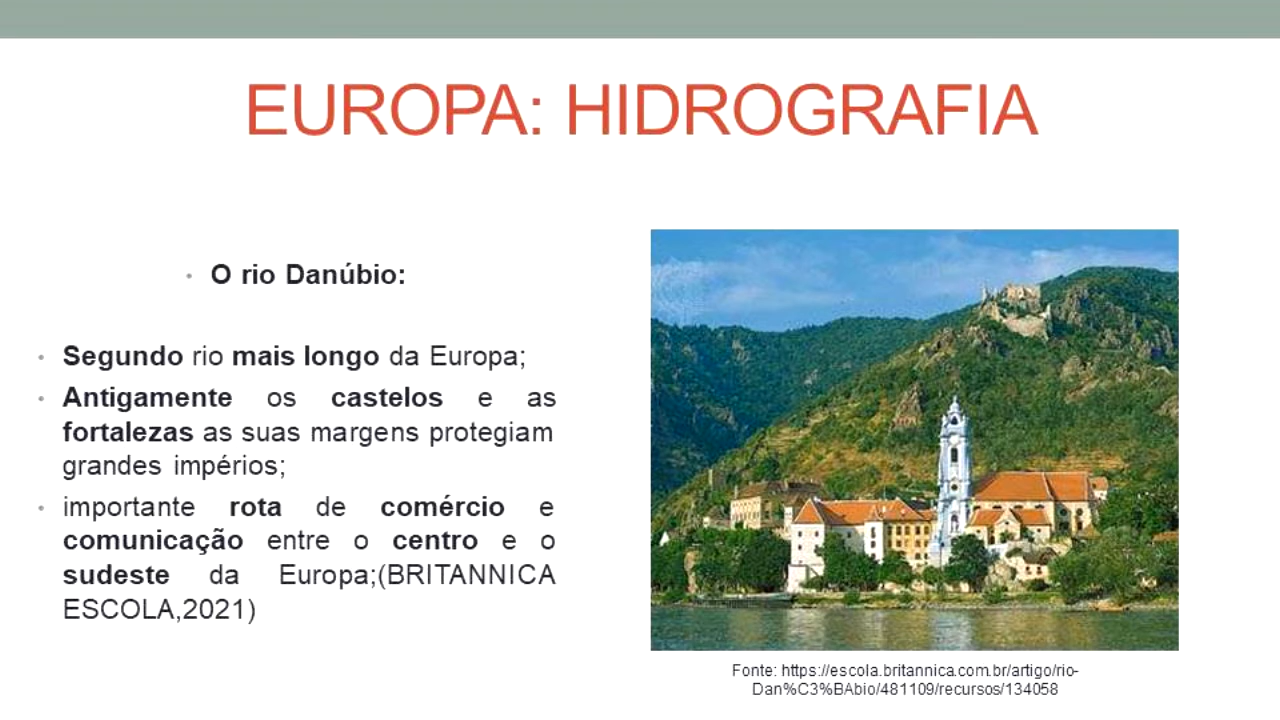 EUROPA: HIDROGRAFIA
• O rio Danúbio:
• Segundo rio mais longo da Europa;
• Antigamente os castelos e as
fortalezas as suas margens protegiam
grandes impérios;
• importante rota de comércio e
comunicação entre o centro e o
sudeste da Europa;(BRITANNICA
ESCOLA,2021)
Fonte: https://escola.britannica.com.br/artigo/rio-
Dan%C3%BAbio/481109/recursos/134058